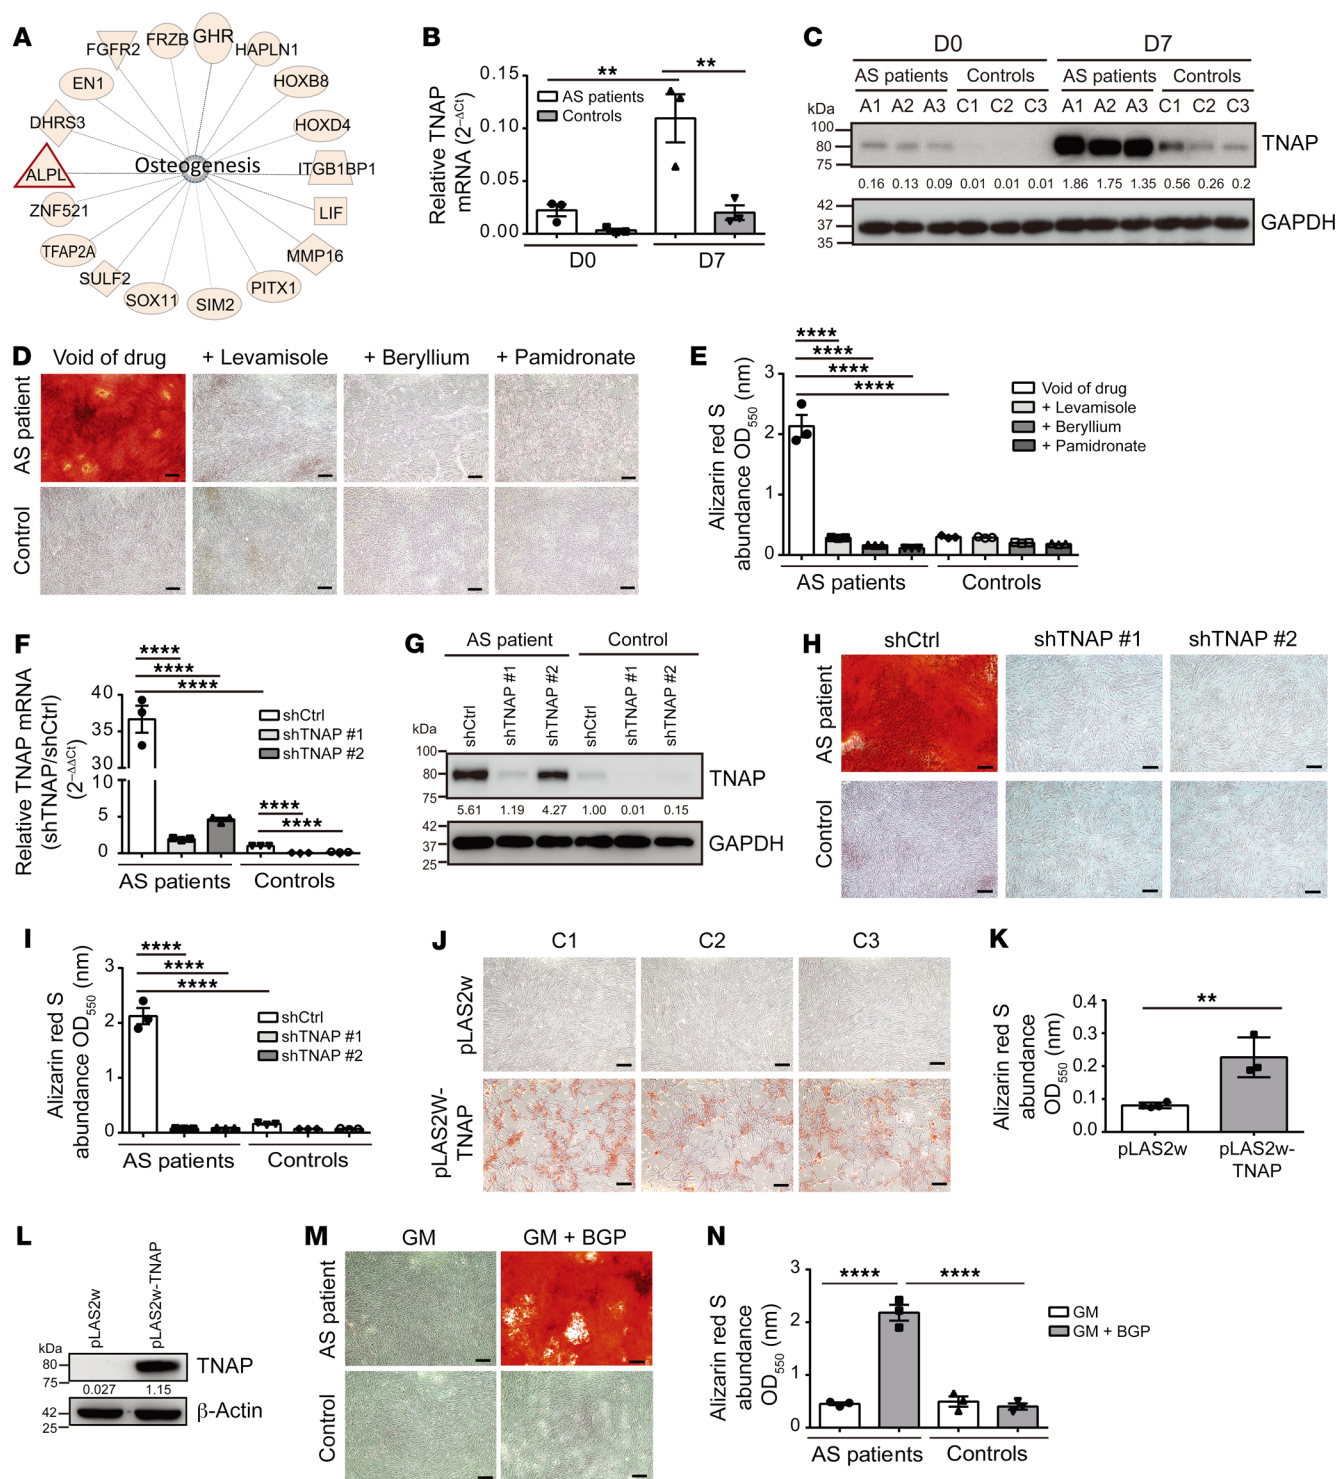 A
FGFR2
FRZB
GHR
HAPLN1
EN1
HOXB8
DHRS3
HOXD4
ALPL
Osteogenesis
ITGB1BP1
ZNF521
LIF
TFAP2A
MMP16
SULF2
PITX1
SOX11
SIM2
B
Relative TNAP
mRNA (2−ΔCt)
0.15
0.10
0.05
0.00
**
**
AS patients
Controls
D0
D7
C
D0
D7
AS patients
Controls
AS patients
Controls
kDa
A1 A2 A3 C1 C2 C3 A1 A2 A3 C1 C2 C3
100
80
75
TNAP
0.16 0.13 0.09 0.01 0.01 0.01 1.86 1.75 1.35 0.56 0.26 0.2
42
37
35
GAPDH
D
Void of drug
+ Levamisole
+ Beryllium
+ Pamidronate
AS patient
Control
E
Alizarin red S
abundance OD550 (nm)
3
2
1
0
****
****
****
****
Void of drug
+ Levamisole
+ Beryllium
+ Pamidronate
AS patients
Controls
F
Relative TNAP mRNA
(shTNAP/shCtrl)
(2−ΔΔCt)
40
35
30
10
5
0
****
****
****
****
****
shCtrl
shTNAP #1
shTNAP #2
AS patients
Controls
G
AS patient
Control
kDa
shCtrl
shTNAP #1
shTNAP #2
shCtrl
shTNAP #1
shTNAP #2
100
80
75
TNAP
5.61 1.19 4.27 1.00 0.01 0.15
42
37
25
GAPDH
H
shCtrl
shTNAP #1
shTNAP #2
AS patient
Control
I
Alizarin red S
abundance OD550 (nm)
3
2
1
0
****
****
****
shCtrl
shTNAP #1
shTNAP #2
AS patients
Controls
J
C1
C2
C3
pLAS2w
pLAS2W-
TNAP
K
Alizarin red S
abundance
OD550 (nm)
0.4
0.3
0.2
0.1
0.0
**
pLAS2w
pLAS2w-
TNAP
L
pLAS2w
pLAS2w-TNAP
kDa
80
75
TNAP
0.027 1.15
42
25
β-Actin
M
GM
GM + BGP
AS patient
Control
N
Alizarin red S
abundance
OD550 (nm)
3
2
1
0
****
****
GM
GM + BGP
AS patients
Controls